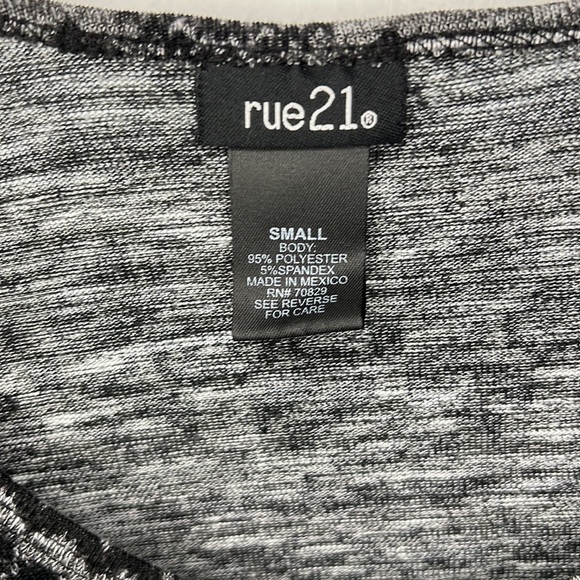 rue21®
SMALL
BODY:
95% POLYESTER
5%SPANDEX
MADE IN MEXICO
RN# 70829
SEE REVERSE
FOR CARE